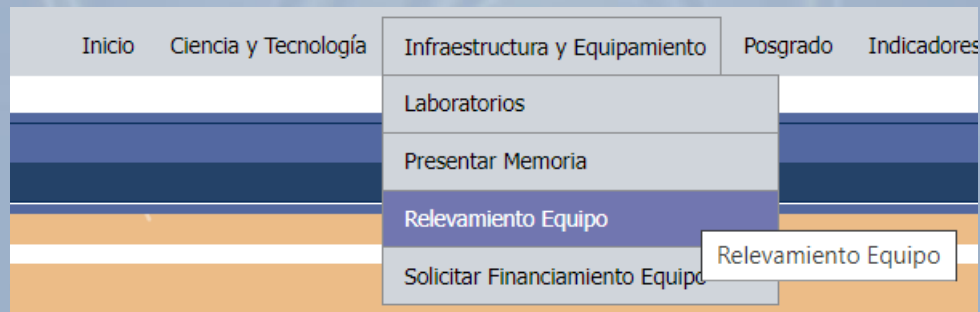 Inicio Ciencia y Tecnología Infraestructura y Equipamiento Posgrado Indicadores
Laboratorios
Presentar Memoria
Relevamiento Equipo
Relevamiento Equipo
Solicitar Financiamiento Equipo